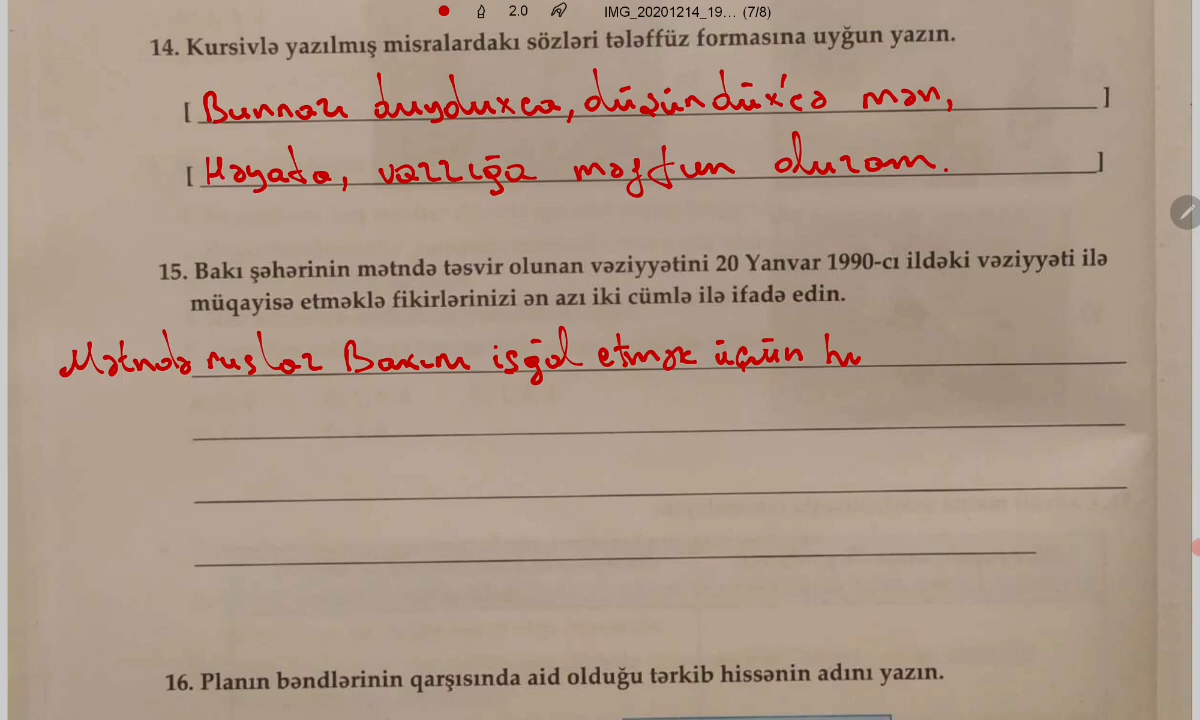 2.0 IMG_20201214_19... (7/8)
14. Kursivlə yazılmış misralardakı sözləri tələffüz formasına uyğun yazın.
[ Bunnarı duyduxca, düşündüx'cə mən, ]
[ Həyata, varrığa məftun oluram. ]
15. Bakı şəhərinin mətndə təsvir olunan vəziyyətini 20 Yanvar 1990-cı ildəki vəziyyəti ilə
müqayisə etməklə fikirlərinizi ən azı iki cümlə ilə ifadə edin.
Mətndə ruslar Bakını işğal etmək üçün hu
16. Planın bəndlərinin qarşısında aid olduğu tərkib hissənin adını yazın.